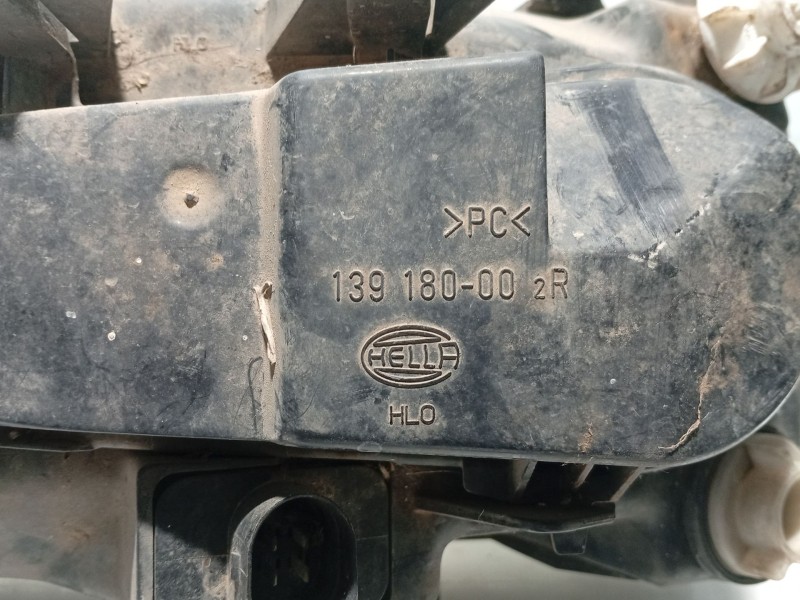 >PC<
139 180-00 2R
HELLA
HLO